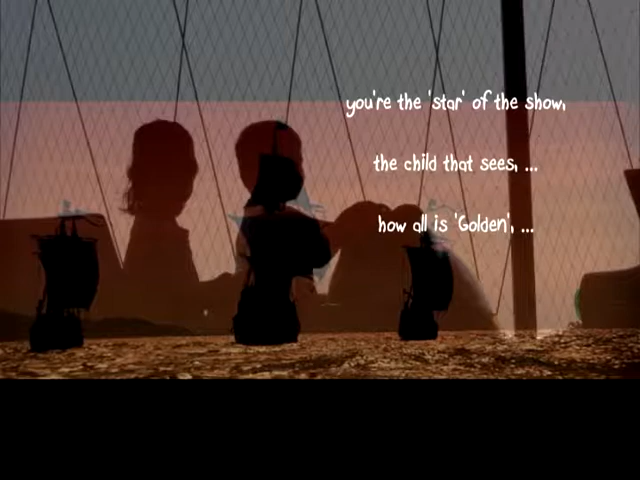 you're the 'star' of the show,
the child that sees, ...
how all is 'Golden', ...